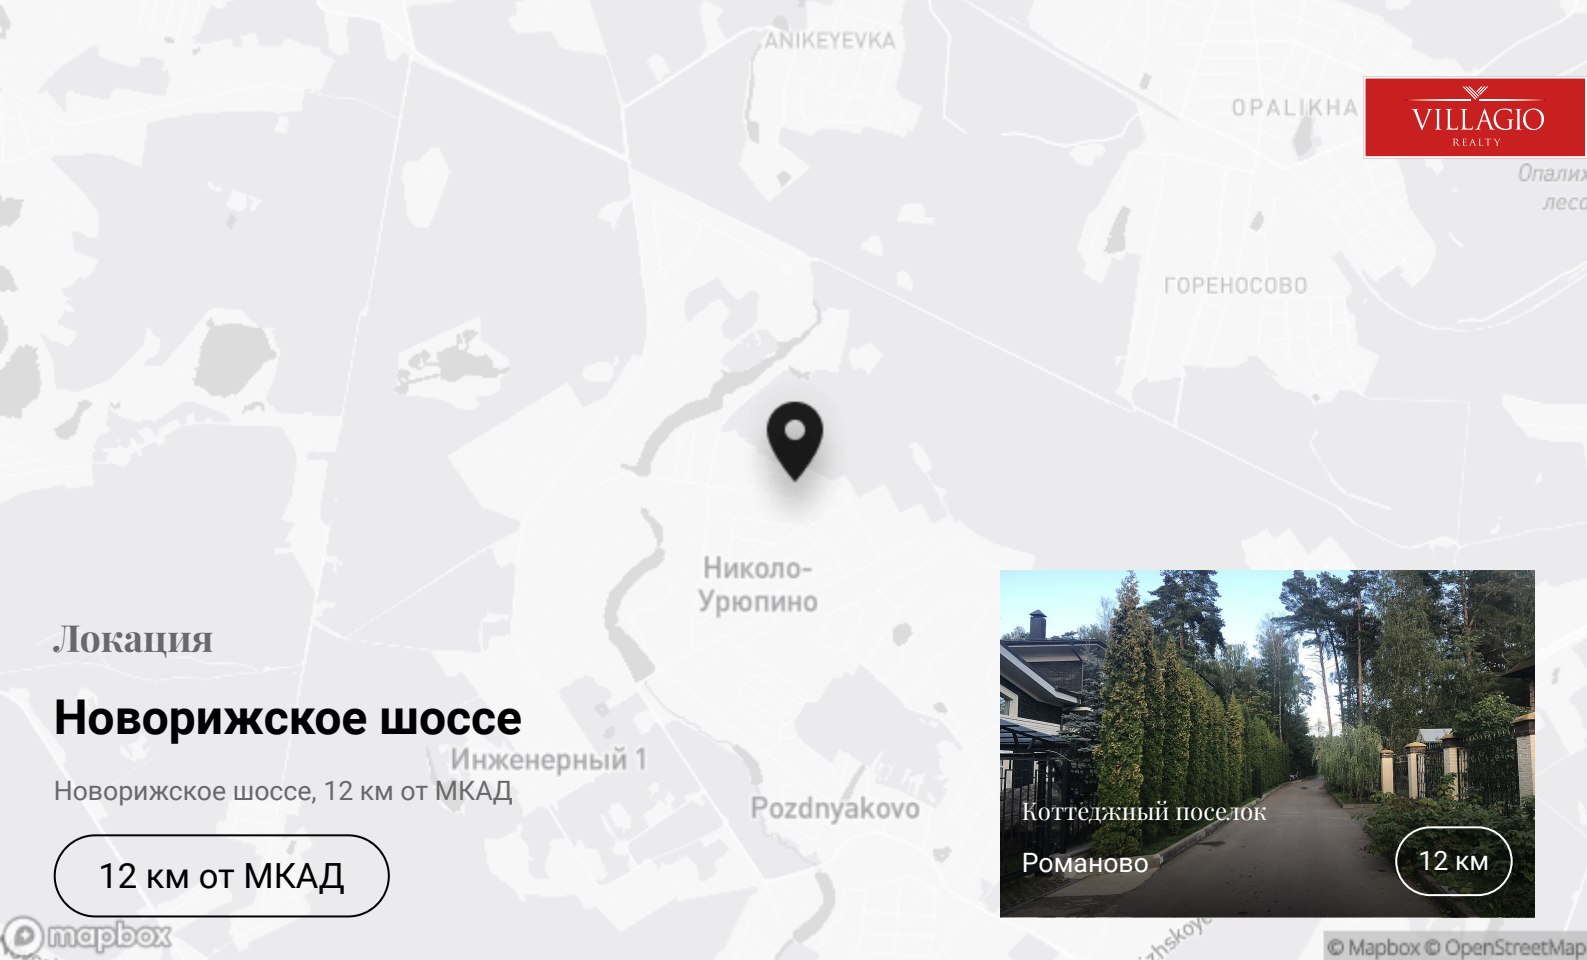 ANIKEYEVKA
OPALIKHA
VILLAGIO
REALTY
ГОРЕНОСОВО
Николо-
Урюпино
Локация
Новорижское шоссе
Инженерный 1
Новорижское шоссе, 12 км от МКАД
Pozdnyakovo
12 км от МКАД
Коттеджный поселок
Романово
12 км
mapbox
© Mapbox © OpenStreetMap